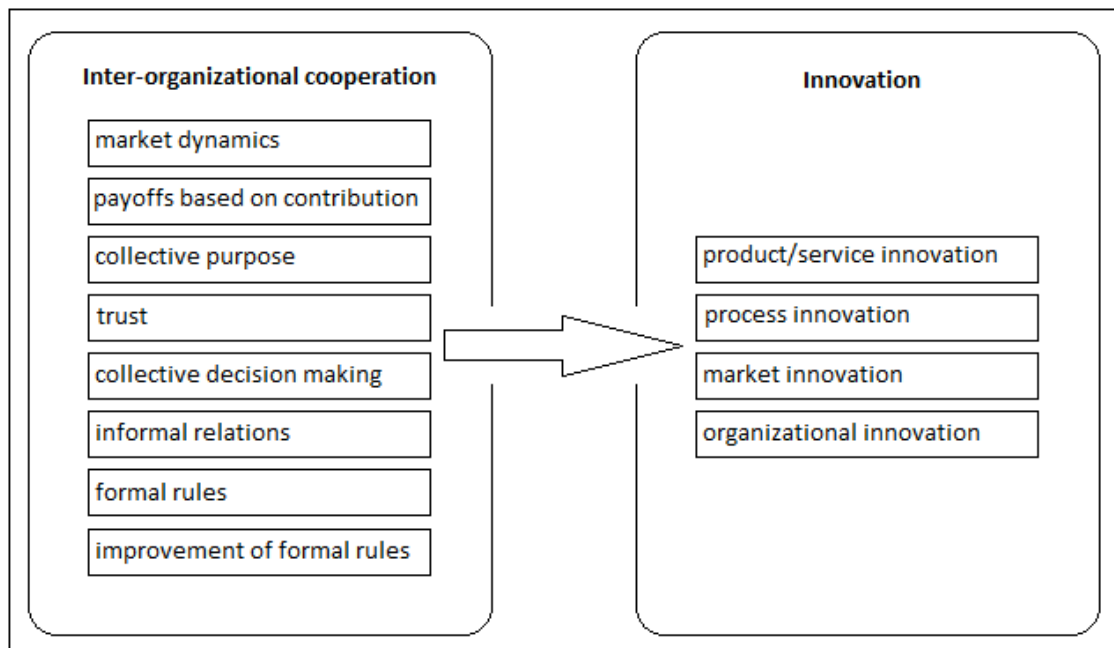 Inter-organizational cooperation
market dynamics
payoffs based on contribution
collective purpose
trust
collective decision making
informal relations
formal rules
improvement of formal rules
Innovation
product/service innovation
process innovation
market innovation
organizational innovation